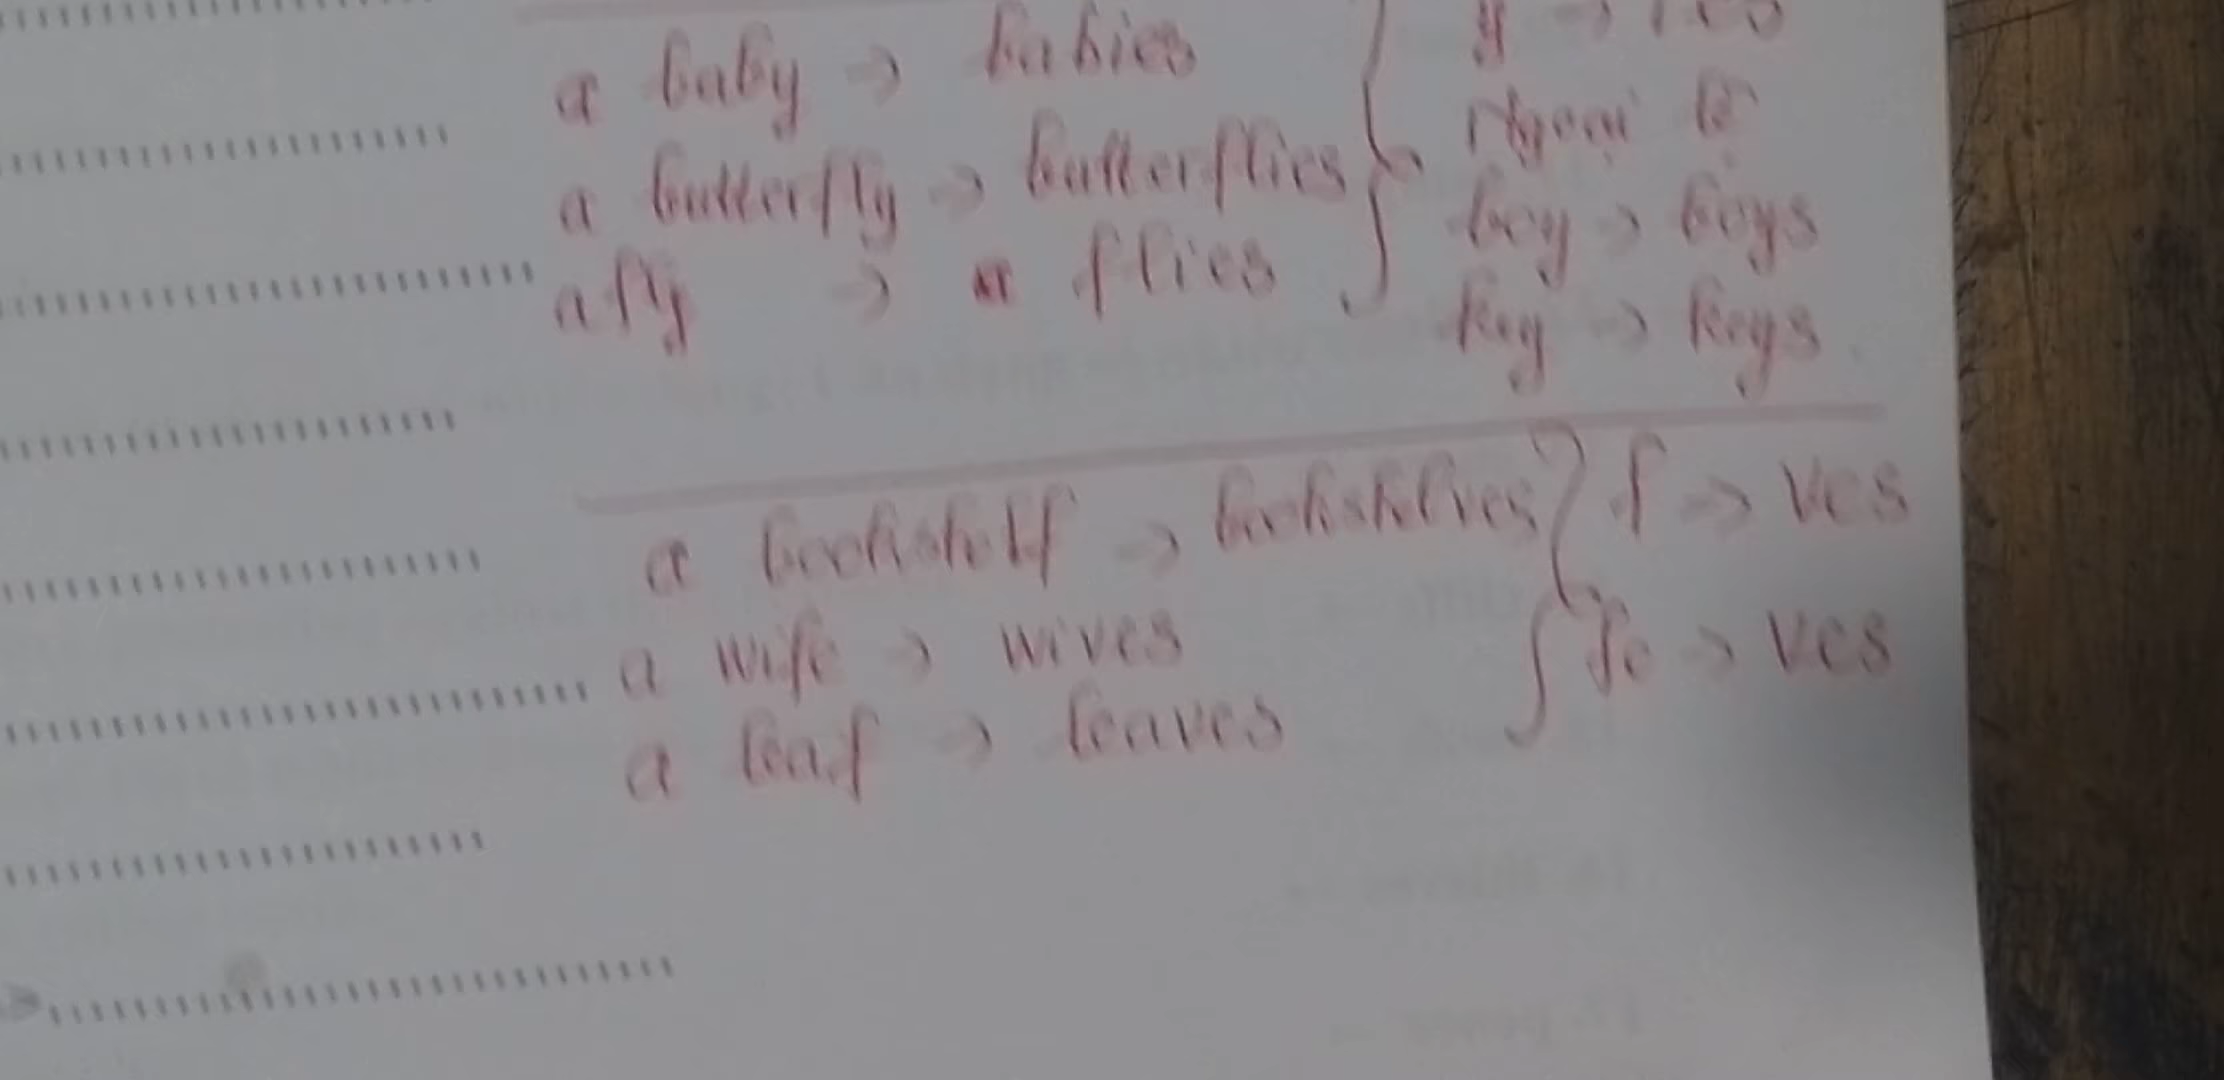 a baby → babies
a butterfly → butterflies
a fly → flies
y → ies
boy → boys
key → keys
a bookshelf → bookshelves
a wife → wives
a leaf → leaves
f → ves
fe → ves